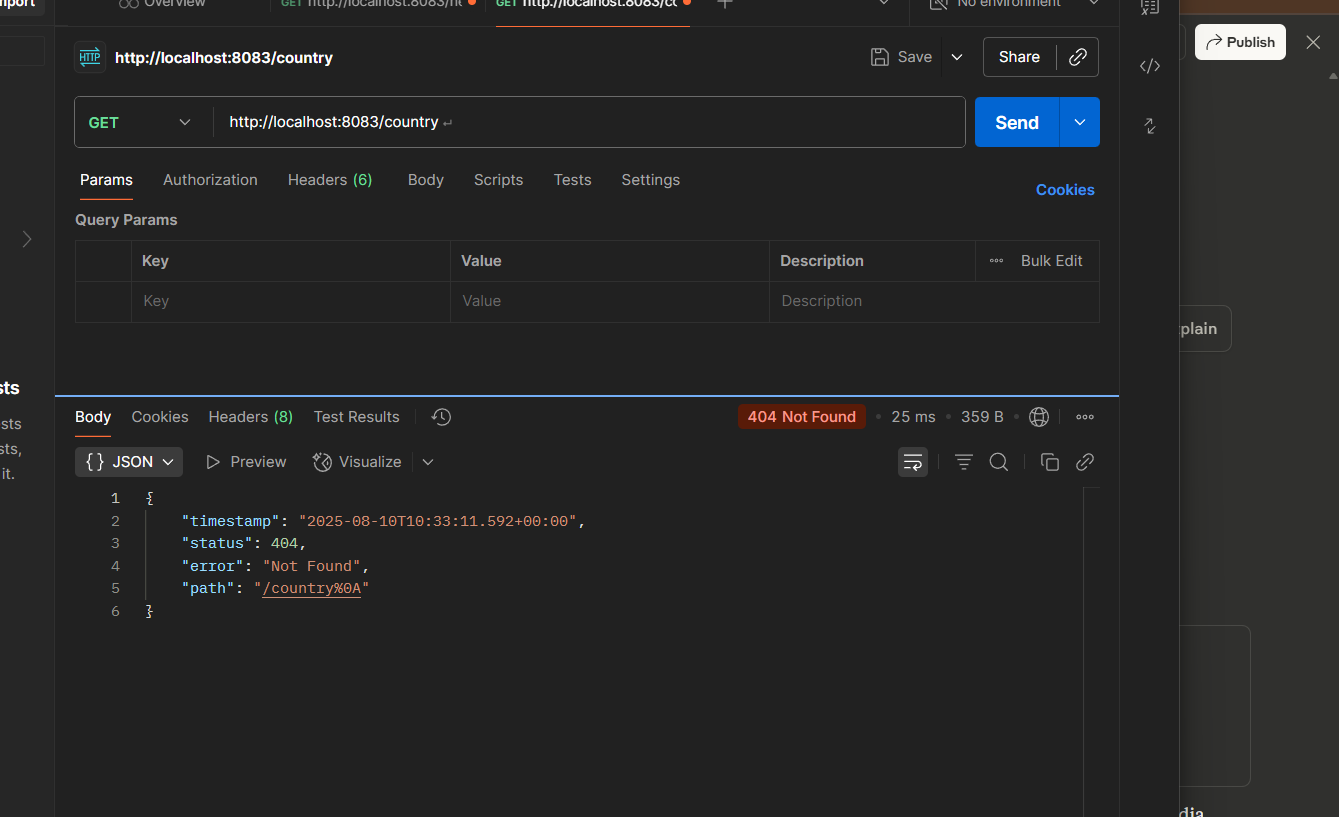 mport
Overview
GET http://localhost:8083/he
GET http://localhost:8083/co
No environment
HTTP http://localhost:8083/country
Save
Share
Publish
GET
http://localhost:8083/country ↵
Send
Params Authorization Headers (6) Body Scripts Tests Settings
Cookies
Query Params
Key Value Description ••• Bulk Edit
Key Value Description
plain
sts
sts
sts,
it.
Body Cookies Headers (8) Test Results
404 Not Found • 25 ms • 359 B •
{} JSON Preview Visualize
1 {
2 "timestamp": "2025-08-10T10:33:11.592+00:00",
3 "status": 404,
4 "error": "Not Found",
5 "path": "/country%0A"
6 }
dia